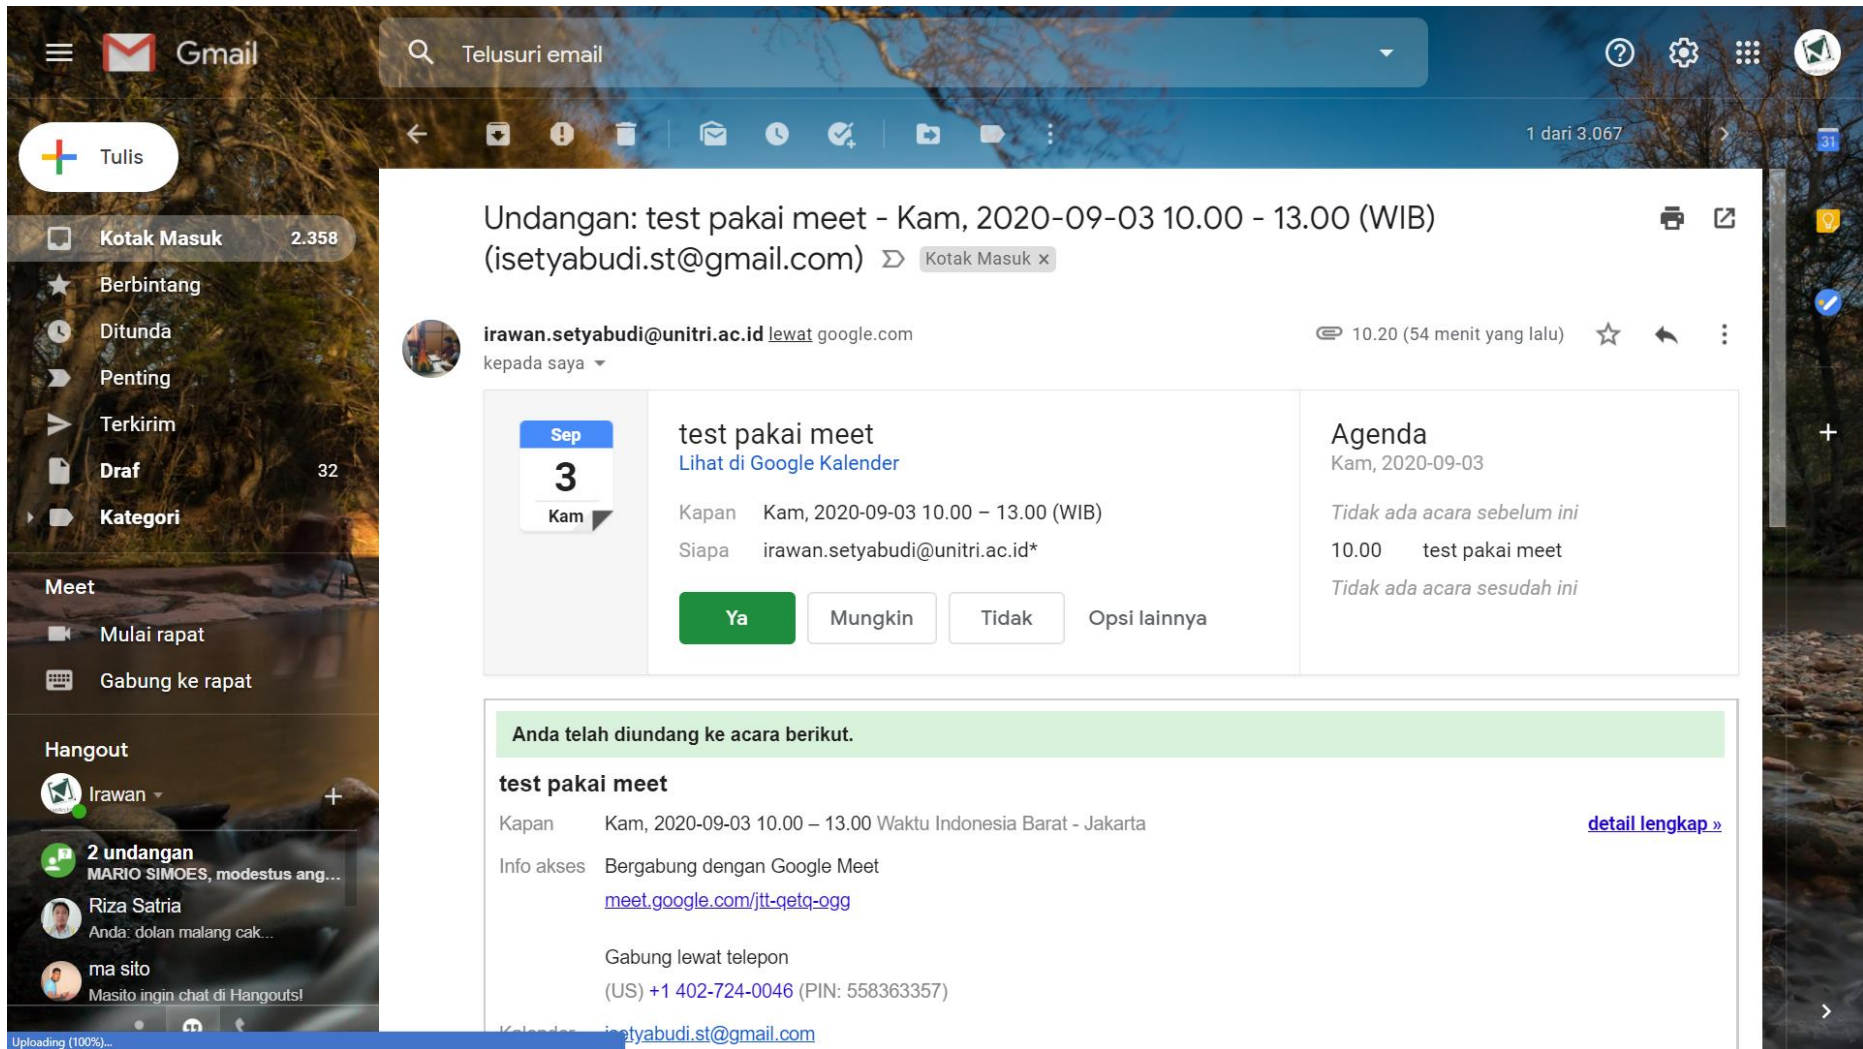 Gmail
Telusuri email
Tulis
1 dari 3.067
31
Kotak Masuk 2.358
Berbintang
Ditunda
Penting
Terkirim
Draf 32
Kategori
Meet
Mulai rapat
Gabung ke rapat
Hangout
Irawan
2 undangan
MARIO SIMOES, modestus ang...
Riza Satria
Anda: dolan malang cak...
ma sito
Masito ingin chat di Hangouts!
Uploading (100%)...
Undangan: test pakai meet - Kam, 2020-09-03 10.00 - 13.00 (WIB)
(isetyabudi.st@gmail.com) Kotak Masuk x
irawan.setyabudi@unitri.ac.id lewat google.com
10.20 (54 menit yang lalu)
kepada saya
Sep
3
Kam
test pakai meet
Lihat di Google Kalender
Kapan Kam, 2020-09-03 10.00 – 13.00 (WIB)
Siapa irawan.setyabudi@unitri.ac.id*
Ya Mungkin Tidak Opsi lainnya
Agenda
Kam, 2020-09-03
Tidak ada acara sebelum ini
10.00 test pakai meet
Tidak ada acara sesudah ini
Anda telah diundang ke acara berikut.
test pakai meet
Kapan Kam, 2020-09-03 10.00 – 13.00 Waktu Indonesia Barat - Jakarta
detail lengkap »
Info akses Bergabung dengan Google Meet
meet.google.com/jtt-qetq-ogg
Gabung lewat telepon
(US) +1 402-724-0046 (PIN: 558363357)
Kalender isetyabudi.st@gmail.com